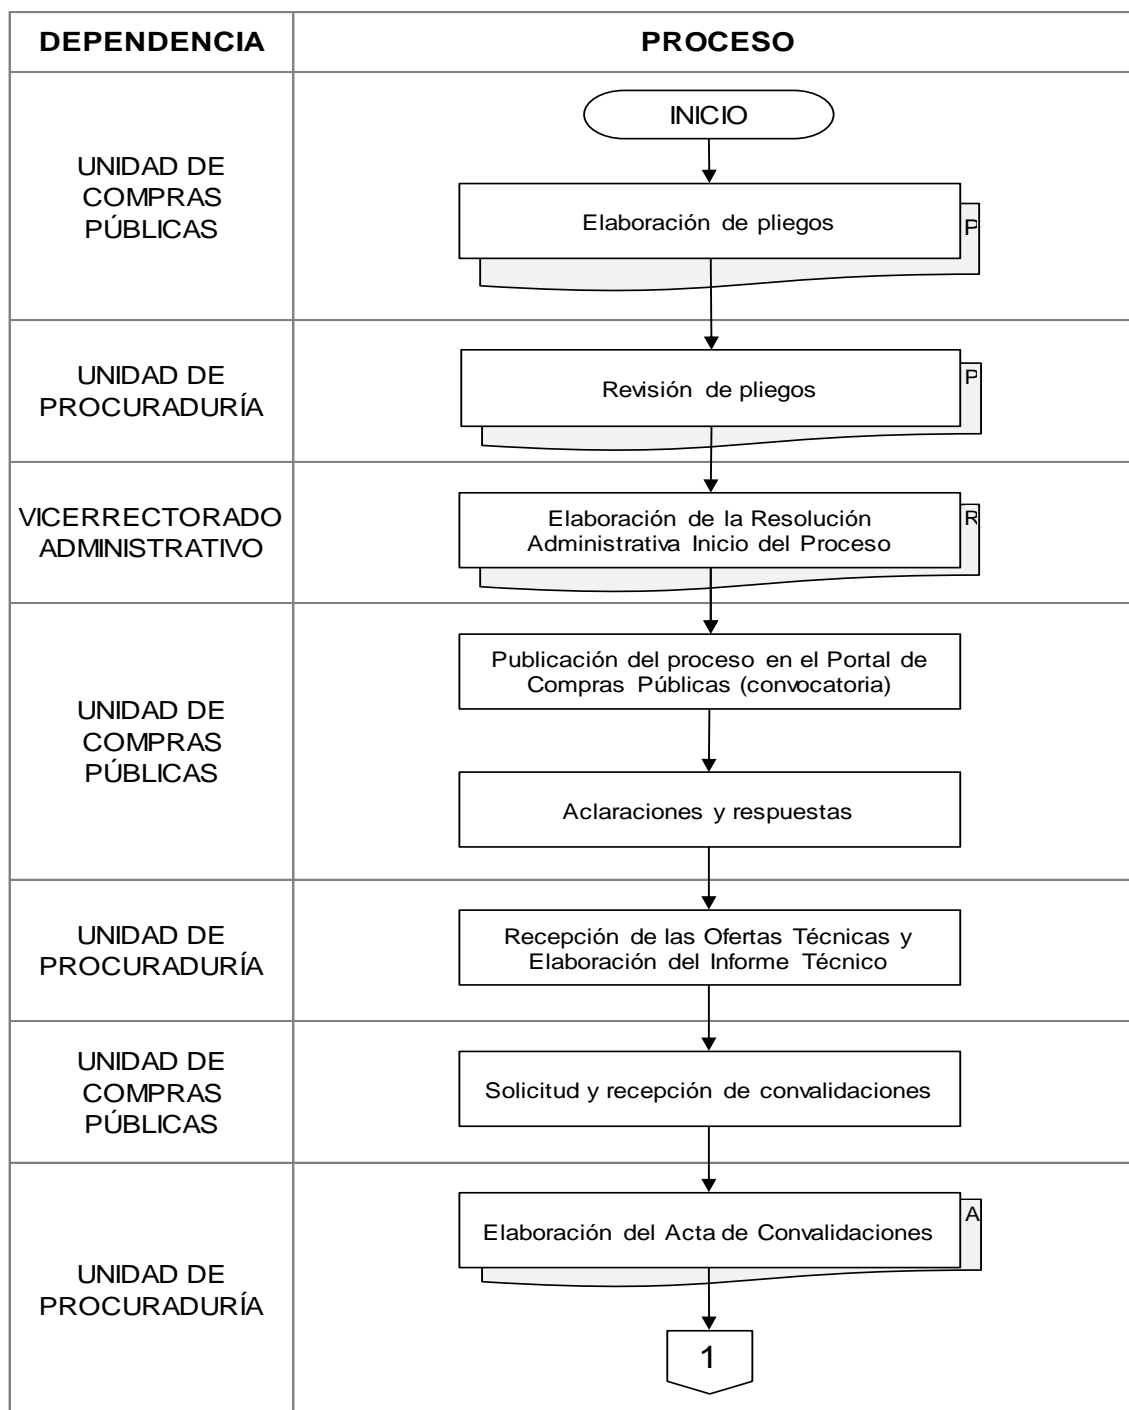 DEPENDENCIA
PROCESO
UNIDAD DE
COMPRAS
PÚBLICAS
INICIO
Elaboración de pliegos
P
UNIDAD DE
PROCURADURÍA
Revisión de pliegos
P
VICERRECTORADO
ADMINISTRATIVO
Elaboración de la Resolución
Administrativa Inicio del Proceso
R
UNIDAD DE
COMPRAS
PÚBLICAS
Publicación del proceso en el Portal de
Compras Públicas (convocatoria)
Aclaraciones y respuestas
UNIDAD DE
PROCURADURÍA
Recepción de las Ofertas Técnicas y
Elaboración del Informe Técnico
UNIDAD DE
COMPRAS
PÚBLICAS
Solicitud y recepción de convalidaciones
UNIDAD DE
PROCURADURÍA
Elaboración del Acta de Convalidaciones
A
1